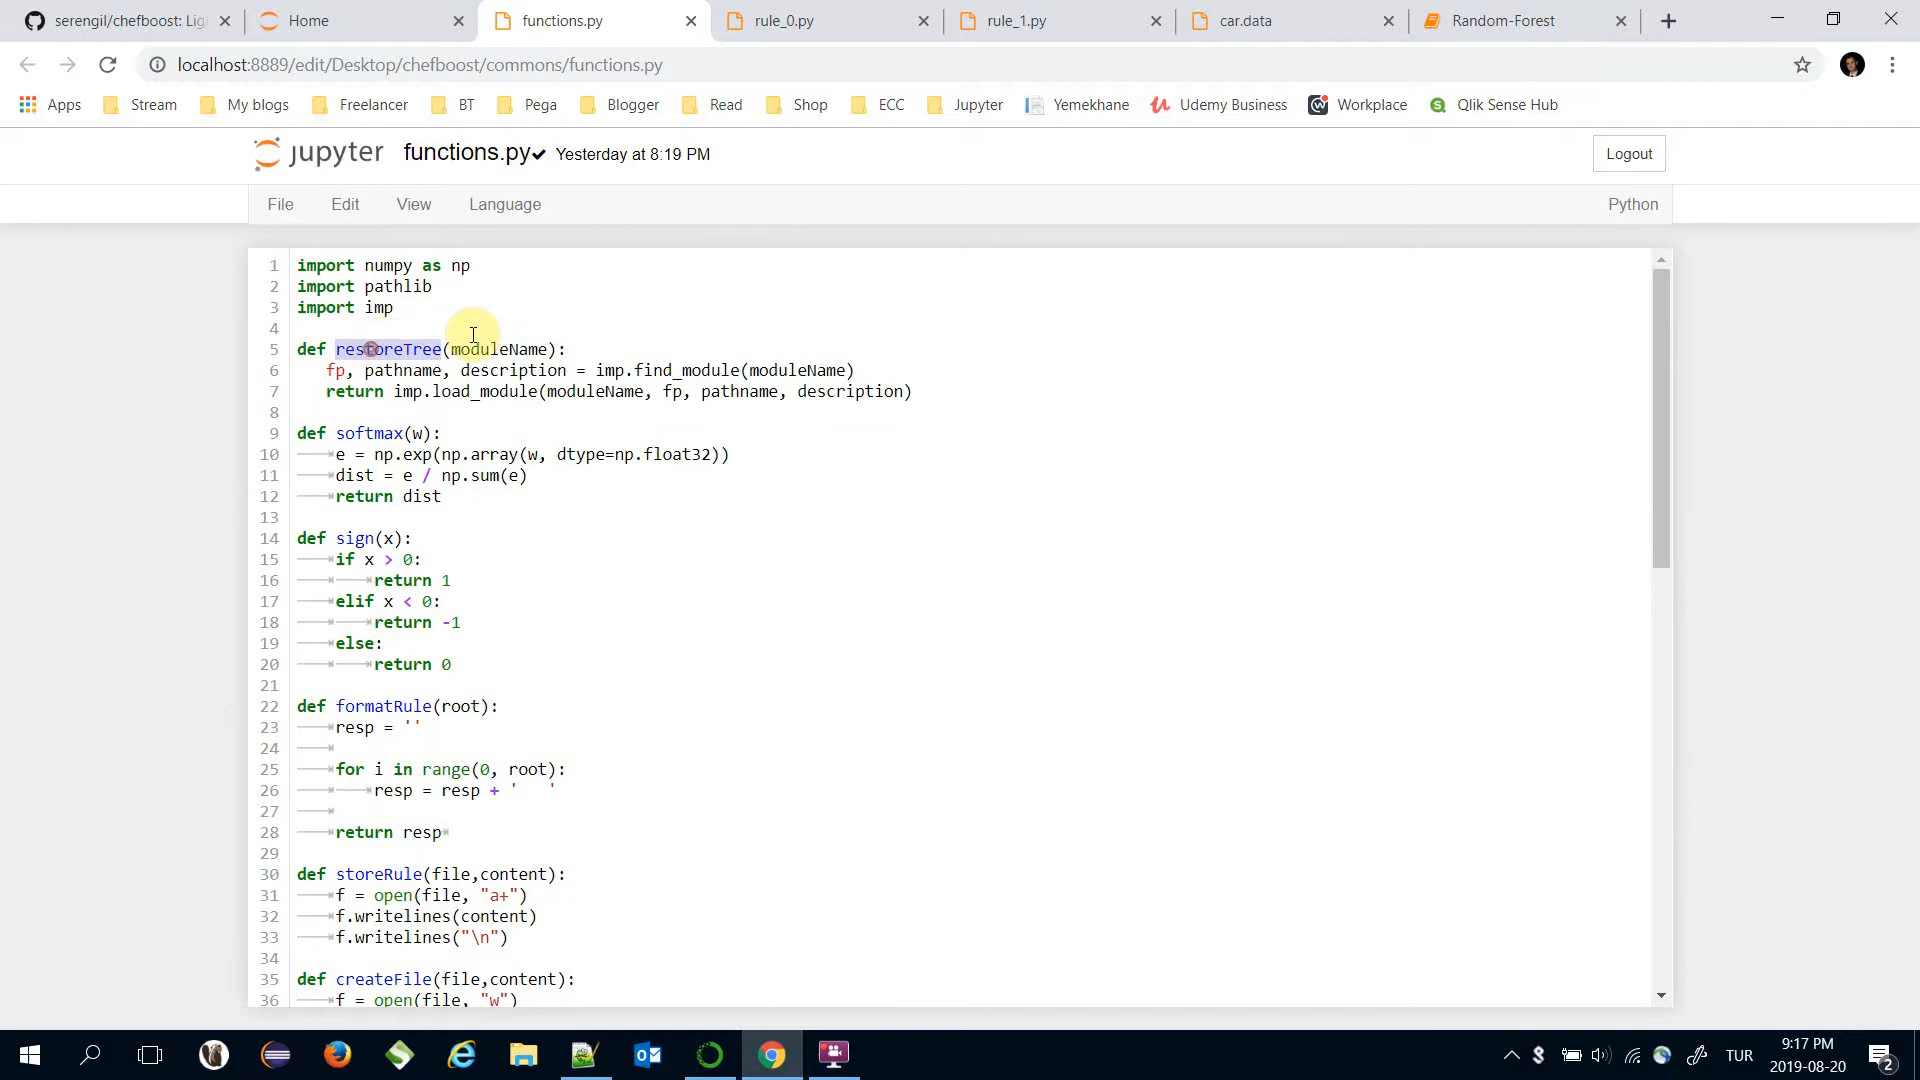 serengil/chefboost: Lig
Home
functions.py
rule_0.py
rule_1.py
car.data
Random-Forest
localhost:8889/edit/Desktop/chefboost/commons/functions.py
Apps
Stream
My blogs
Freelancer
BT
Pega
Blogger
Read
Shop
ECC
Jupyter
Yemekhane
Udemy Business
Workplace
Qlik Sense Hub
jupyter
functions.py
Yesterday at 8:19 PM
Logout
File
Edit
View
Language
Python
1 import numpy as np
2 import pathlib
3 import imp
4
5 def restoreTree(moduleName):
6 fp, pathname, description = imp.find_module(moduleName)
7 return imp.load_module(moduleName, fp, pathname, description)
8
9 def softmax(w):
10 e = np.exp(np.array(w, dtype=np.float32))
11 dist = e / np.sum(e)
12 return dist
13
14 def sign(x):
15 if x > 0:
16 return 1
17 elif x < 0:
18 return -1
19 else:
20 return 0
21
22 def formatRule(root):
23 resp = ''
24
25 for i in range(0, root):
26 resp = resp + '   '
27
28 return resp
29
30 def storeRule(file,content):
31 f = open(file, "a+")
32 f.writelines(content)
33 f.writelines("\n")
34
35 def createFile(file,content):
36 f = open(file, "w")
TUR
9:17 PM
2019-08-20
2